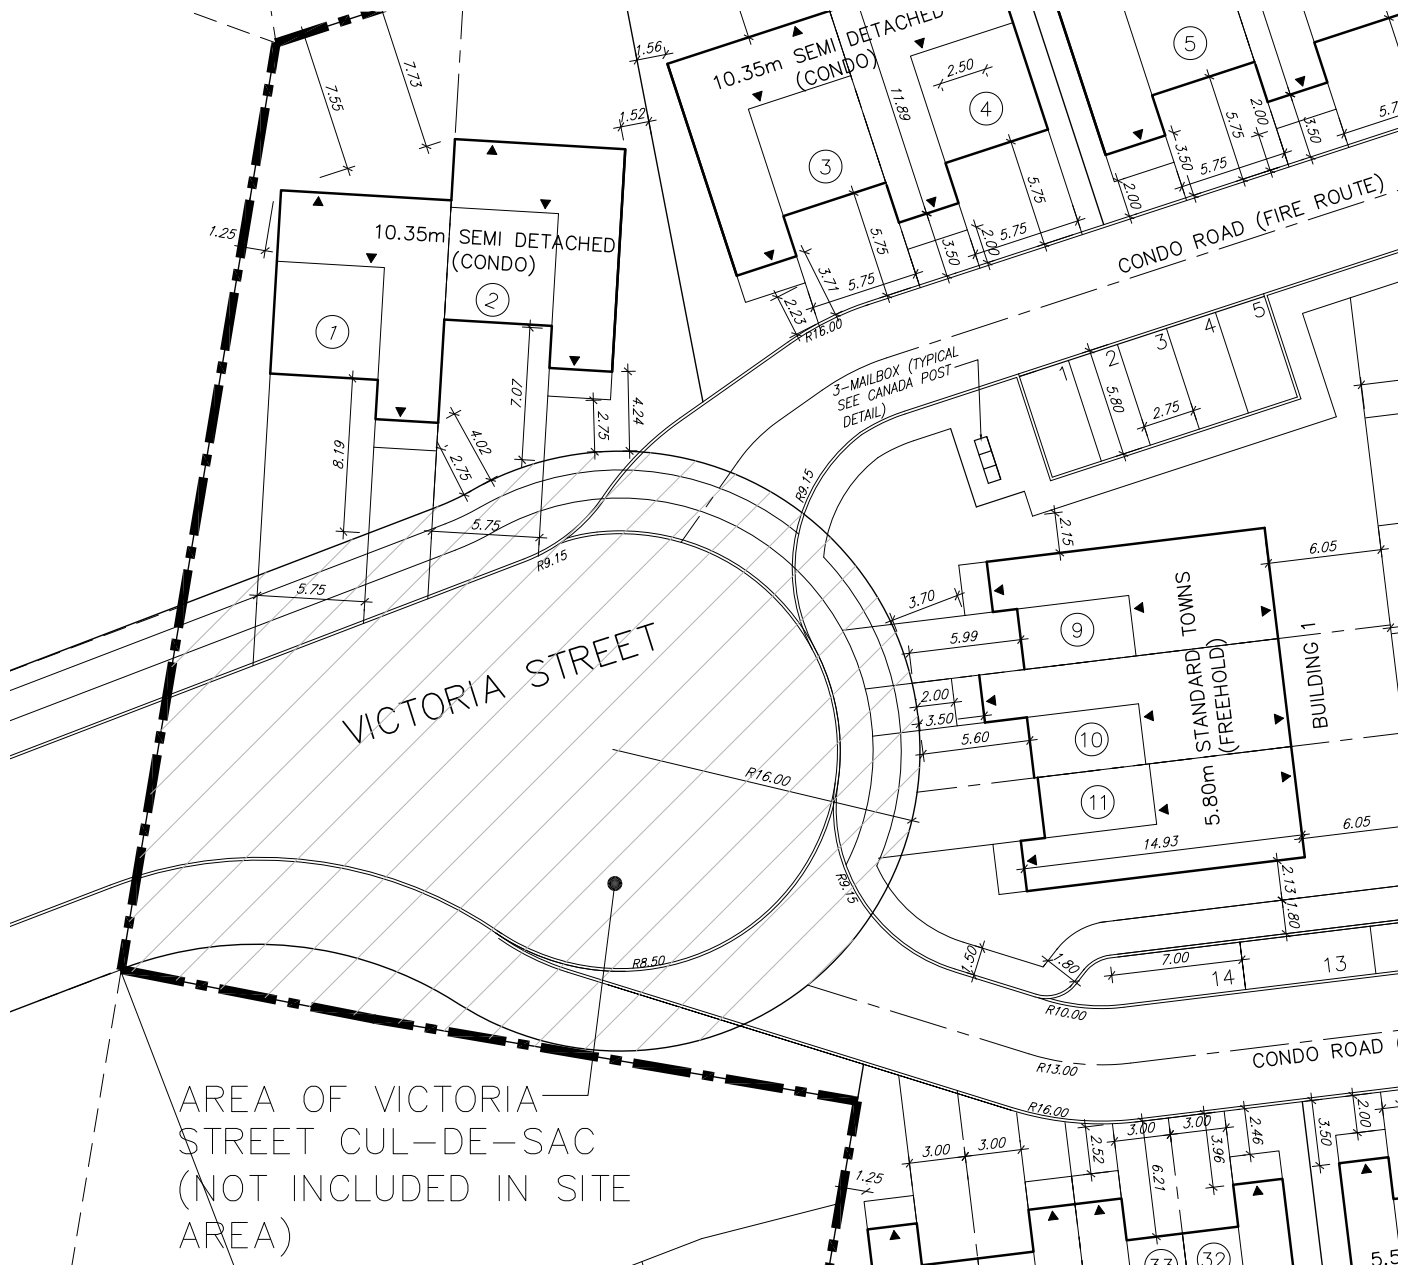 7.73
7.55
1.56
1.52
10.35m SEMI DETACHED
(CONDO)
11.89
2.50
3
4
5
5.75
3.50
5.75
2.00
3.50
5.7
2.00
5.75
5.75
3.71
5.75
2.23
3.50
2.00
5.75
R16.00
CONDO ROAD (FIRE ROUTE)
1.25
10.35m SEMI DETACHED
(CONDO)
1
2
8.19
7.07
4.02
2.75
2.75
4.24
5.75
5.75
R9.15
3-MAILBOX (TYPICAL
SEE CANADA POST
DETAIL)
1
2
3
4
5
5.80
2.75
R9.15
2.15
6.05
3.70
5.99
2.00
3.50
5.60
9
10
11
5.80m STANDARD TOWNS
(FREEHOLD)
BUILDING 1
14.93
6.05
2.13
1.80
VICTORIA STREET
R16.00
R9.15
R8.50
1.50
1.80
7.00
14
13
R10.00
R13.00
CONDO ROAD (
R16.00
AREA OF VICTORIA
STREET CUL-DE-SAC
(NOT INCLUDED IN SITE
AREA)
1.25
3.00
3.00
2.52
3.00
3.00
6.21
3.96
2.46
3.50
2.00
33
32
5.5